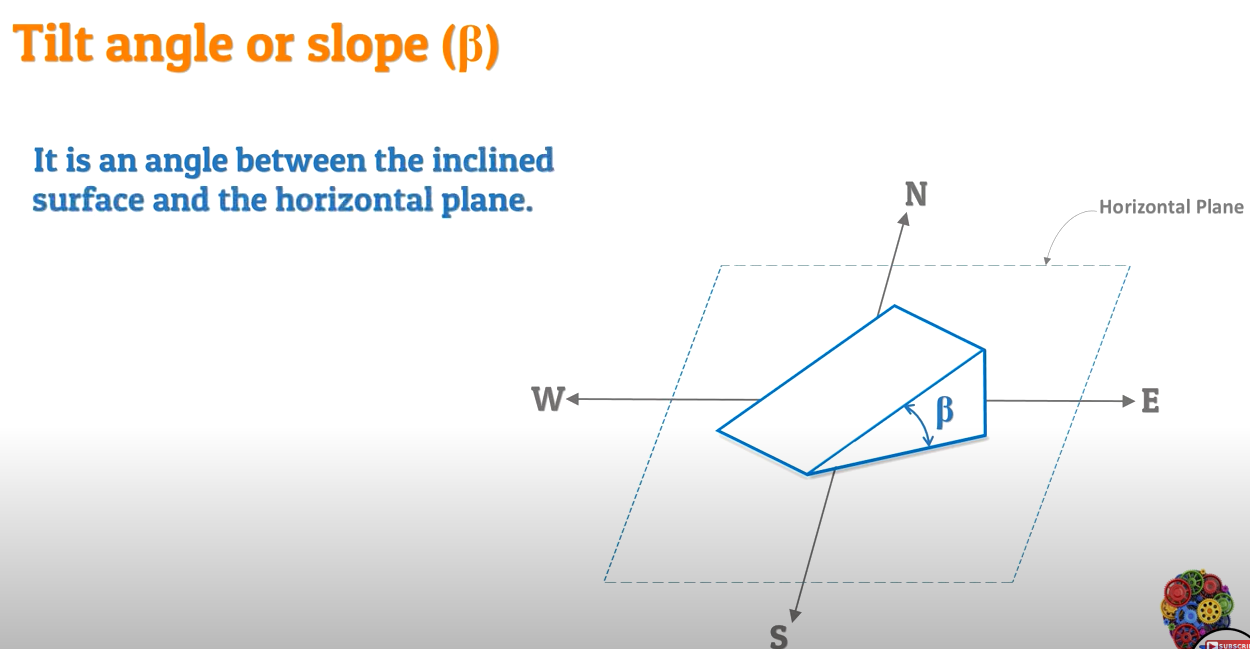 Tilt angle or slope (β)
It is an angle between the inclined
surface and the horizontal plane.
N
Horizontal Plane
W
E
β
S